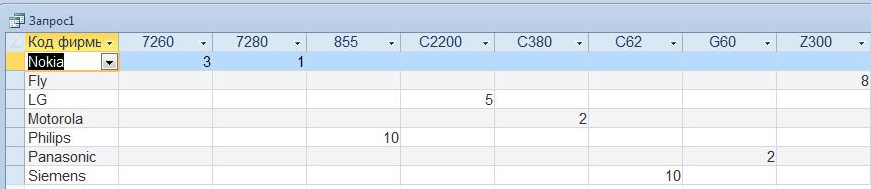 Запрос1
Код фирмы 7260 7280 855 C2200 C380 C62 G60 Z300
Nokia 3 1
Fly 8
LG 5
Motorola 2
Philips 10
Panasonic 2
Siemens 10